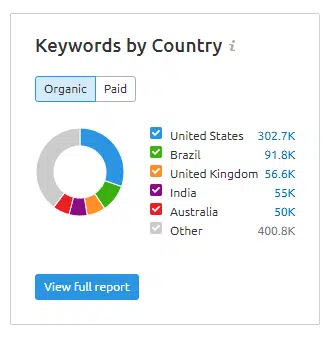 Keywords by Country i
Organic Paid
United States 302.7K
Brazil 91.8K
United Kingdom 56.6K
India 55K
Australia 50K
Other 400.8K
View full report